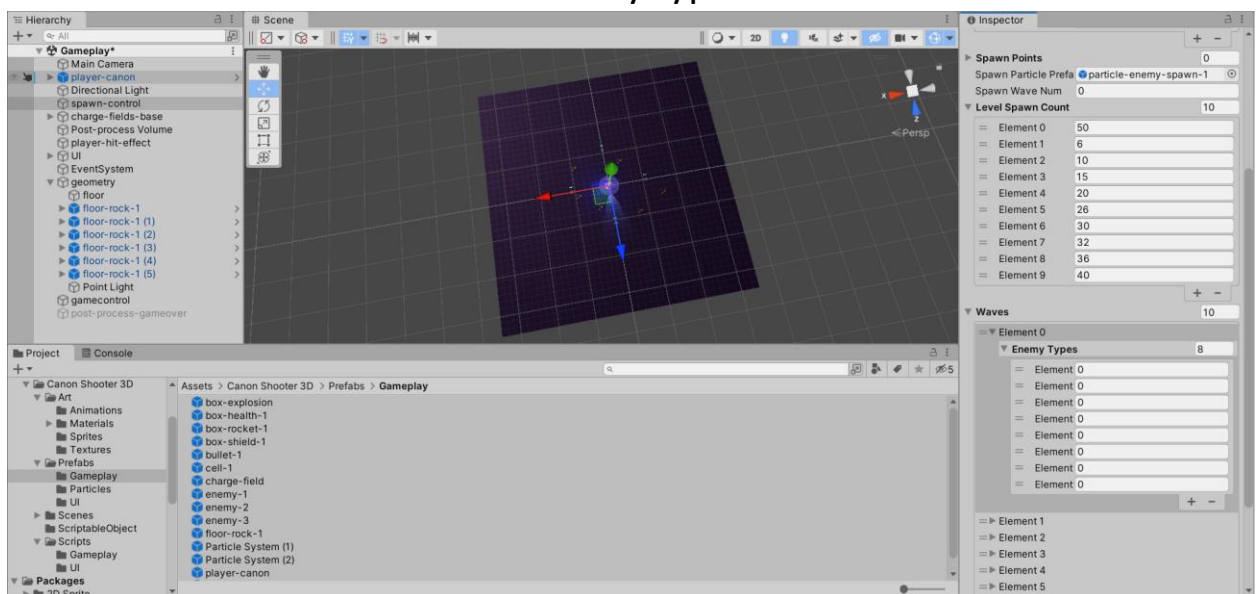 Hierarchy
All
Gameplay*
Main Camera
player-canon
Directional Light
spawn-control
charge-fields-base
Post-process Volume
player-hit-effect
UI
EventSystem
geometry
floor
floor-rock-1
floor-rock-1 (1)
floor-rock-1 (2)
floor-rock-1 (3)
floor-rock-1 (4)
floor-rock-1 (5)
Point Light
gamecontrol
post-process-gameover
Scene
2D
x
z
Persp
Inspector
Spawn Points 0
Spawn Particle Prefa particle-enemy-spawn-1
Spawn Wave Num 0
Level Spawn Count 10
Element 0 50
Element 1 6
Element 2 10
Element 3 15
Element 4 20
Element 5 26
Element 6 30
Element 7 32
Element 8 36
Element 9 40
Waves 10
Element 0
Enemy Types 8
Element 0
Element 0
Element 0
Element 0
Element 0
Element 0
Element 0
Element 0
Element 1
Element 2
Element 3
Element 4
Element 5
Project Console
5
Canon Shooter 3D
Art
Animations
Materials
Sprites
Textures
Prefabs
Gameplay
Particles
UI
Scenes
ScriptableObject
Scripts
Gameplay
UI
Packages
2D Sprite
Assets > Canon Shooter 3D > Prefabs > Gameplay
box-explosion
box-health-1
box-rocket-1
box-shield-1
bullet-1
cell-1
charge-field
enemy-1
enemy-2
enemy-3
floor-rock-1
Particle System (1)
Particle System (2)
player-canon